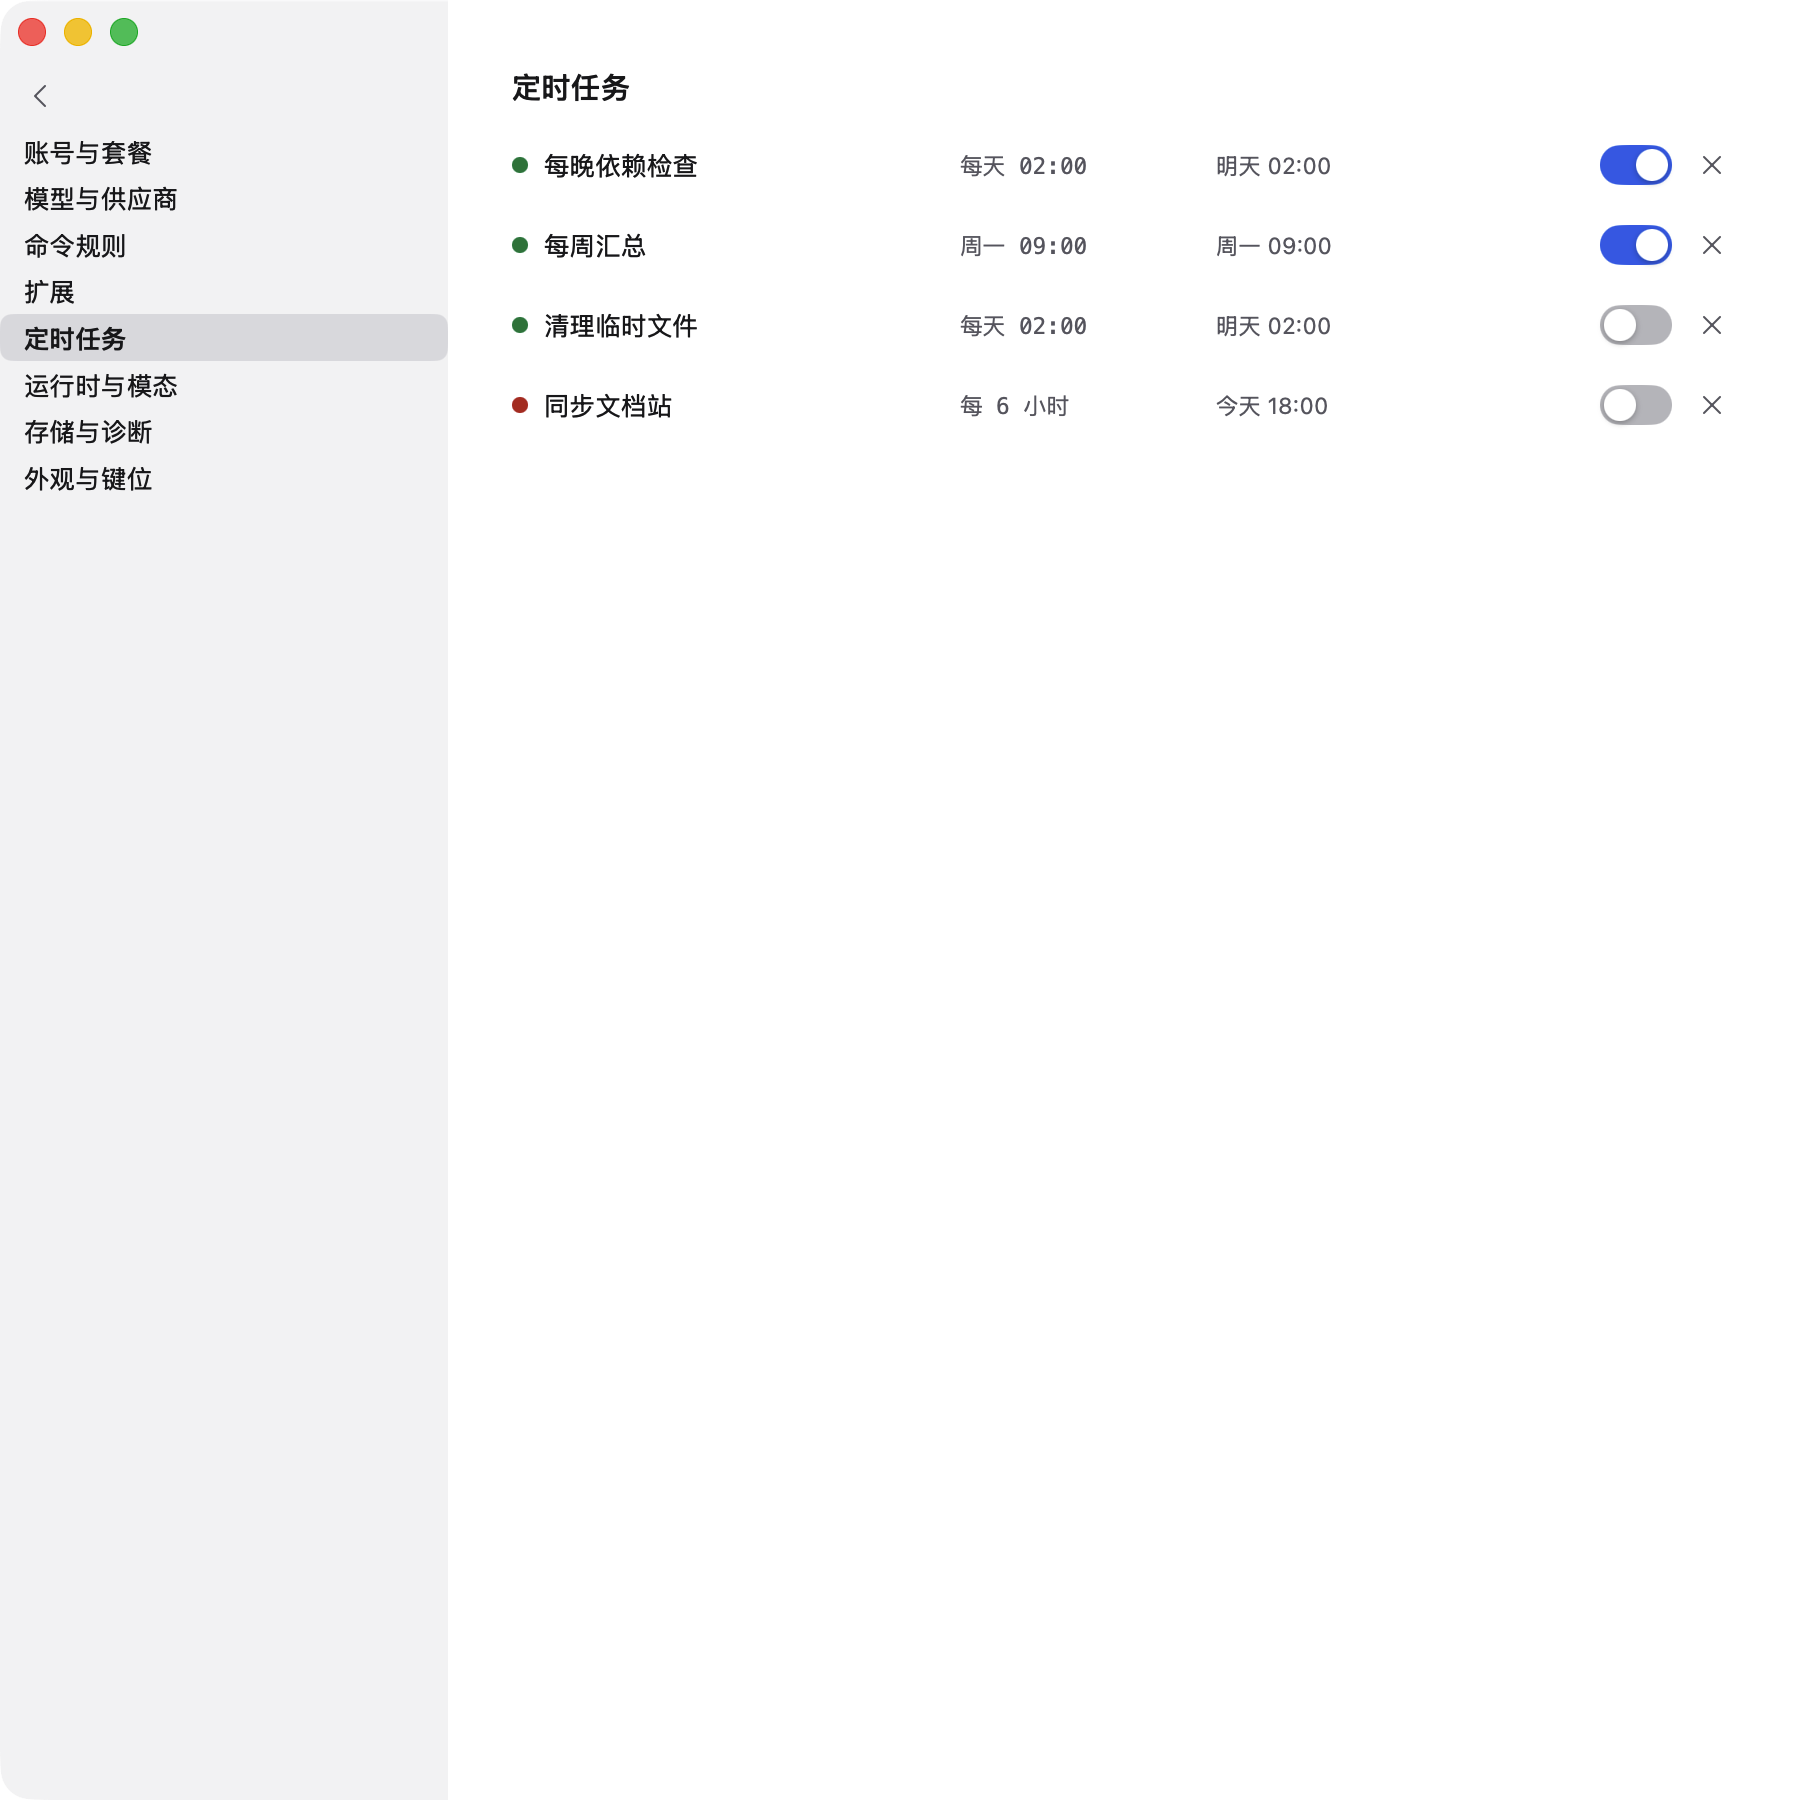 账号与套餐
模型与供应商
命令规则
扩展
定时任务
运行时与模态
存储与诊断
外观与键位
定时任务
每晚依赖检查 每天 02:00 明天 02:00
每周汇总 周一 09:00 周一 09:00
清理临时文件 每天 02:00 明天 02:00
同步文档站 每 6 小时 今天 18:00